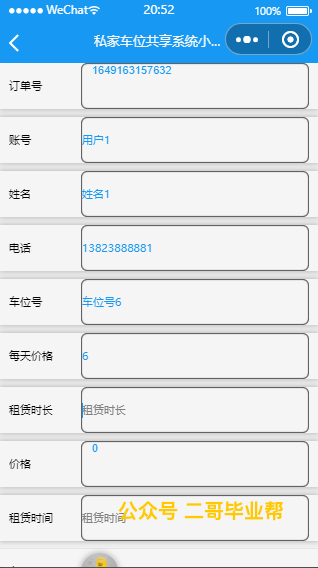 WeChat 20:52 100%
私家车位共享系统小...
订单号 1649163157632
账号 用户1
姓名 姓名1
电话 13823888881
车位号 车位号6
每天价格 6
租赁时长 租赁时长
价格 0
租赁时间 租赁时间
公众号 二哥毕业帮